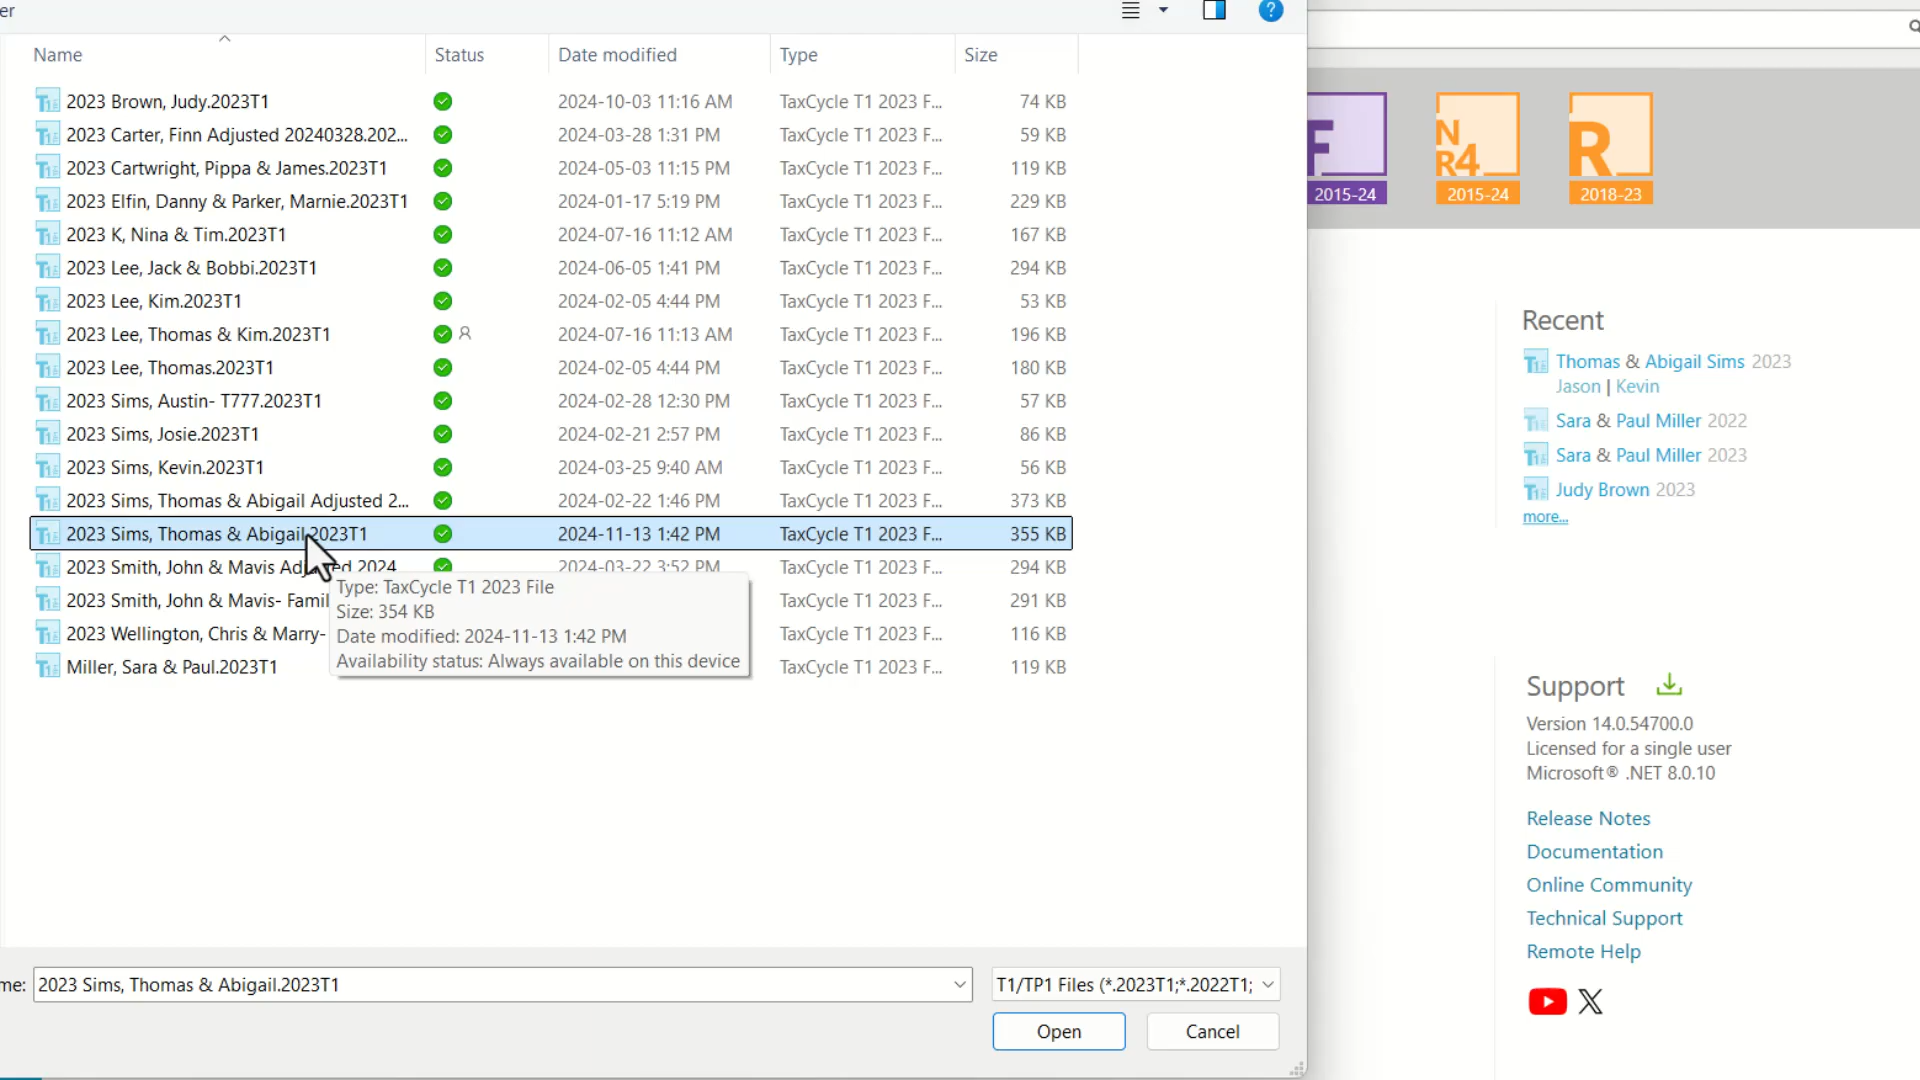 er
Name Status Date modified Type Size
2023 Brown, Judy.2023T1 2024-10-03 11:16 AM TaxCycle T1 2023 F... 74 KB
2023 Carter, Finn Adjusted 20240328.202... 2024-03-28 1:31 PM TaxCycle T1 2023 F... 59 KB
2023 Cartwright, Pippa & James.2023T1 2024-05-03 11:15 PM TaxCycle T1 2023 F... 119 KB
2023 Elfin, Danny & Parker, Marnie.2023T1 2024-01-17 5:19 PM TaxCycle T1 2023 F... 229 KB
2023 K, Nina & Tim.2023T1 2024-07-16 11:12 AM TaxCycle T1 2023 F... 167 KB
2023 Lee, Jack & Bobbi.2023T1 2024-06-05 1:41 PM TaxCycle T1 2023 F... 294 KB
2023 Lee, Kim.2023T1 2024-02-05 4:44 PM TaxCycle T1 2023 F... 53 KB
2023 Lee, Thomas & Kim.2023T1 2024-07-16 11:13 AM TaxCycle T1 2023 F... 196 KB
2023 Lee, Thomas.2023T1 2024-02-05 4:44 PM TaxCycle T1 2023 F... 180 KB
2023 Sims, Austin- T777.2023T1 2024-02-28 12:30 PM TaxCycle T1 2023 F... 57 KB
2023 Sims, Josie.2023T1 2024-02-21 2:57 PM TaxCycle T1 2023 F... 86 KB
2023 Sims, Kevin.2023T1 2024-03-25 9:40 AM TaxCycle T1 2023 F... 56 KB
2023 Sims, Thomas & Abigail Adjusted 2... 2024-02-22 1:46 PM TaxCycle T1 2023 F... 373 KB
2023 Sims, Thomas & Abigail.2023T1 2024-11-13 1:42 PM TaxCycle T1 2023 F... 355 KB
2023 Smith, John & Mavis Adjusted 2024... 2024-03-22 3:52 PM TaxCycle T1 2023 F... 294 KB
2023 Smith, John & Mavis- Famil TaxCycle T1 2023 F... 291 KB
2023 Wellington, Chris & Marry- TaxCycle T1 2023 F... 116 KB
Miller, Sara & Paul.2023T1 TaxCycle T1 2023 F... 119 KB
Type: TaxCycle T1 2023 File
Size: 354 KB
Date modified: 2024-11-13 1:42 PM
Availability status: Always available on this device
me: 2023 Sims, Thomas & Abigail.2023T1 T1/TP1 Files (*.2023T1;*.2022T1;
Open Cancel
F
2015-24
N
R4
2015-24
R
2018-23
Recent
Thomas & Abigail Sims 2023
Jason | Kevin
Sara & Paul Miller 2022
Sara & Paul Miller 2023
Judy Brown 2023
more...
Support
Version 14.0.54700.0
Licensed for a single user
Microsoft® .NET 8.0.10
Release Notes
Documentation
Online Community
Technical Support
Remote Help